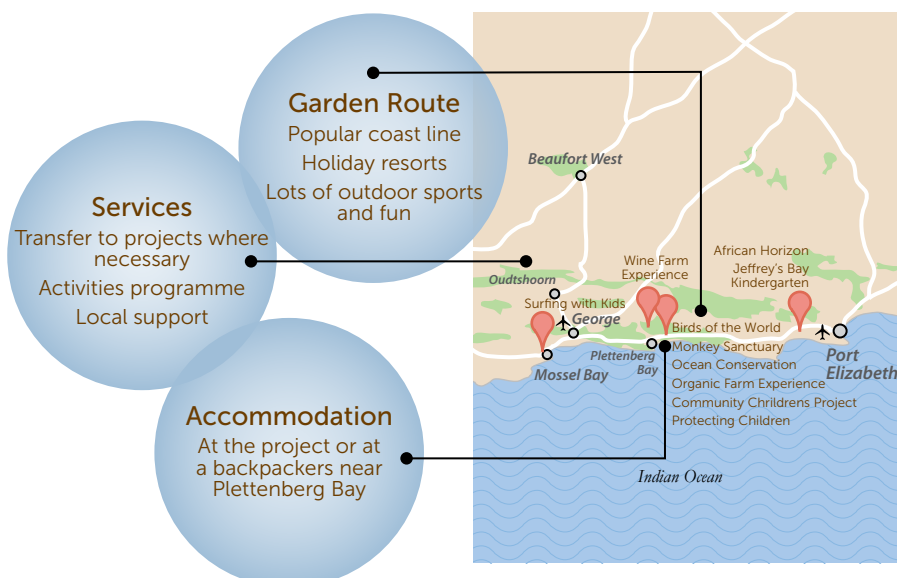 Garden Route
Popular coast line
Holiday resorts
Lots of outdoor sports
and fun
Services
Transfer to projects where
necessary
Activities programme
Local support
Accommodation
At the project or at
a backpackers near
Plettenberg Bay
Beaufort West
Oudtshoorn
Wine Farm
Experience
African Horizon
Jeffrey's Bay
Kindergarten
Surfing with Kids
George
Mossel Bay
Plettenberg
Bay
Birds of the World
Monkey Sanctuary
Ocean Conservation
Organic Farm Experience
Community Chrildrens Project
Protecting Children
Port
Elizabeth
Indian Ocean